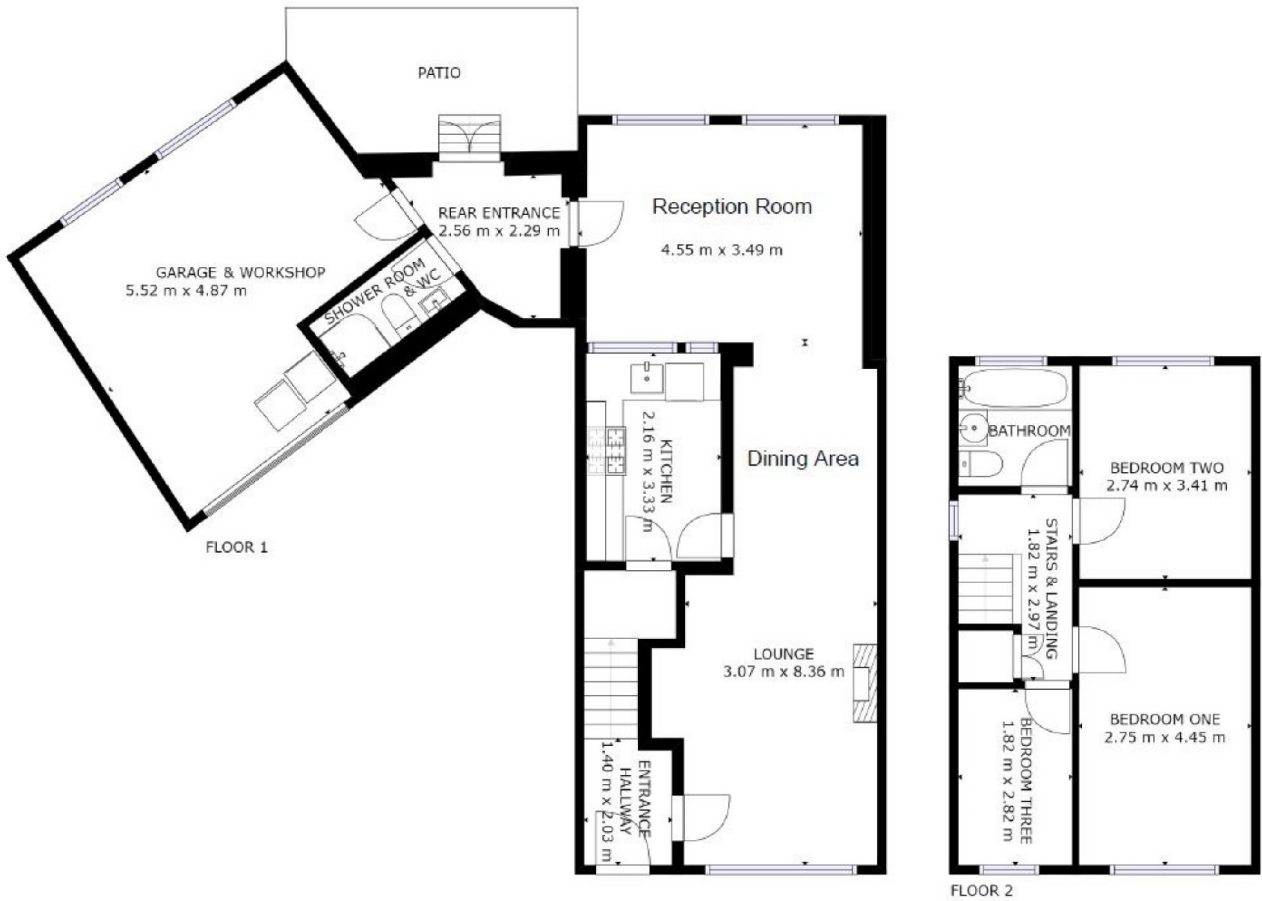 PATIO
REAR ENTRANCE
2.56 m x 2.29 m
Reception Room
4.55 m x 3.49 m
GARAGE & WORKSHOP
5.52 m x 4.87 m
SHOWER ROOM
& WC
KITCHEN
2.16 m x 3.33 m
Dining Area
FLOOR 1
LOUNGE
3.07 m x 8.36 m
ENTRANCE
HALLWAY
1.40 m x 2.03 m
BATHROOM
BEDROOM TWO
2.74 m x 3.41 m
STAIRS & LANDING
1.82 m x 2.97 m
BEDROOM ONE
2.75 m x 4.45 m
BEDROOM THREE
1.82 m x 2.82 m
FLOOR 2